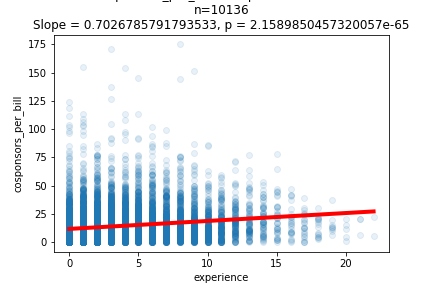 n=10136
Slope = 0.7026785791793533, p = 2.1589850457320057e-65
175
150
125
100
75
50
25
0
cosponsors_per_bill
0 5 10 15 20
experience